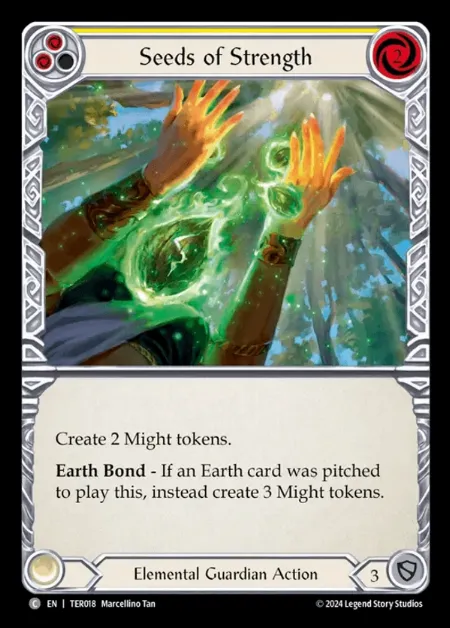 Seeds of Strength
2
Create 2 Might tokens.
Earth Bond - If an Earth card was pitched
to play this, instead create 3 Might tokens.
Elemental Guardian Action
3
C EN | TER018 Marcellino Tan
© 2024 Legend Story Studios